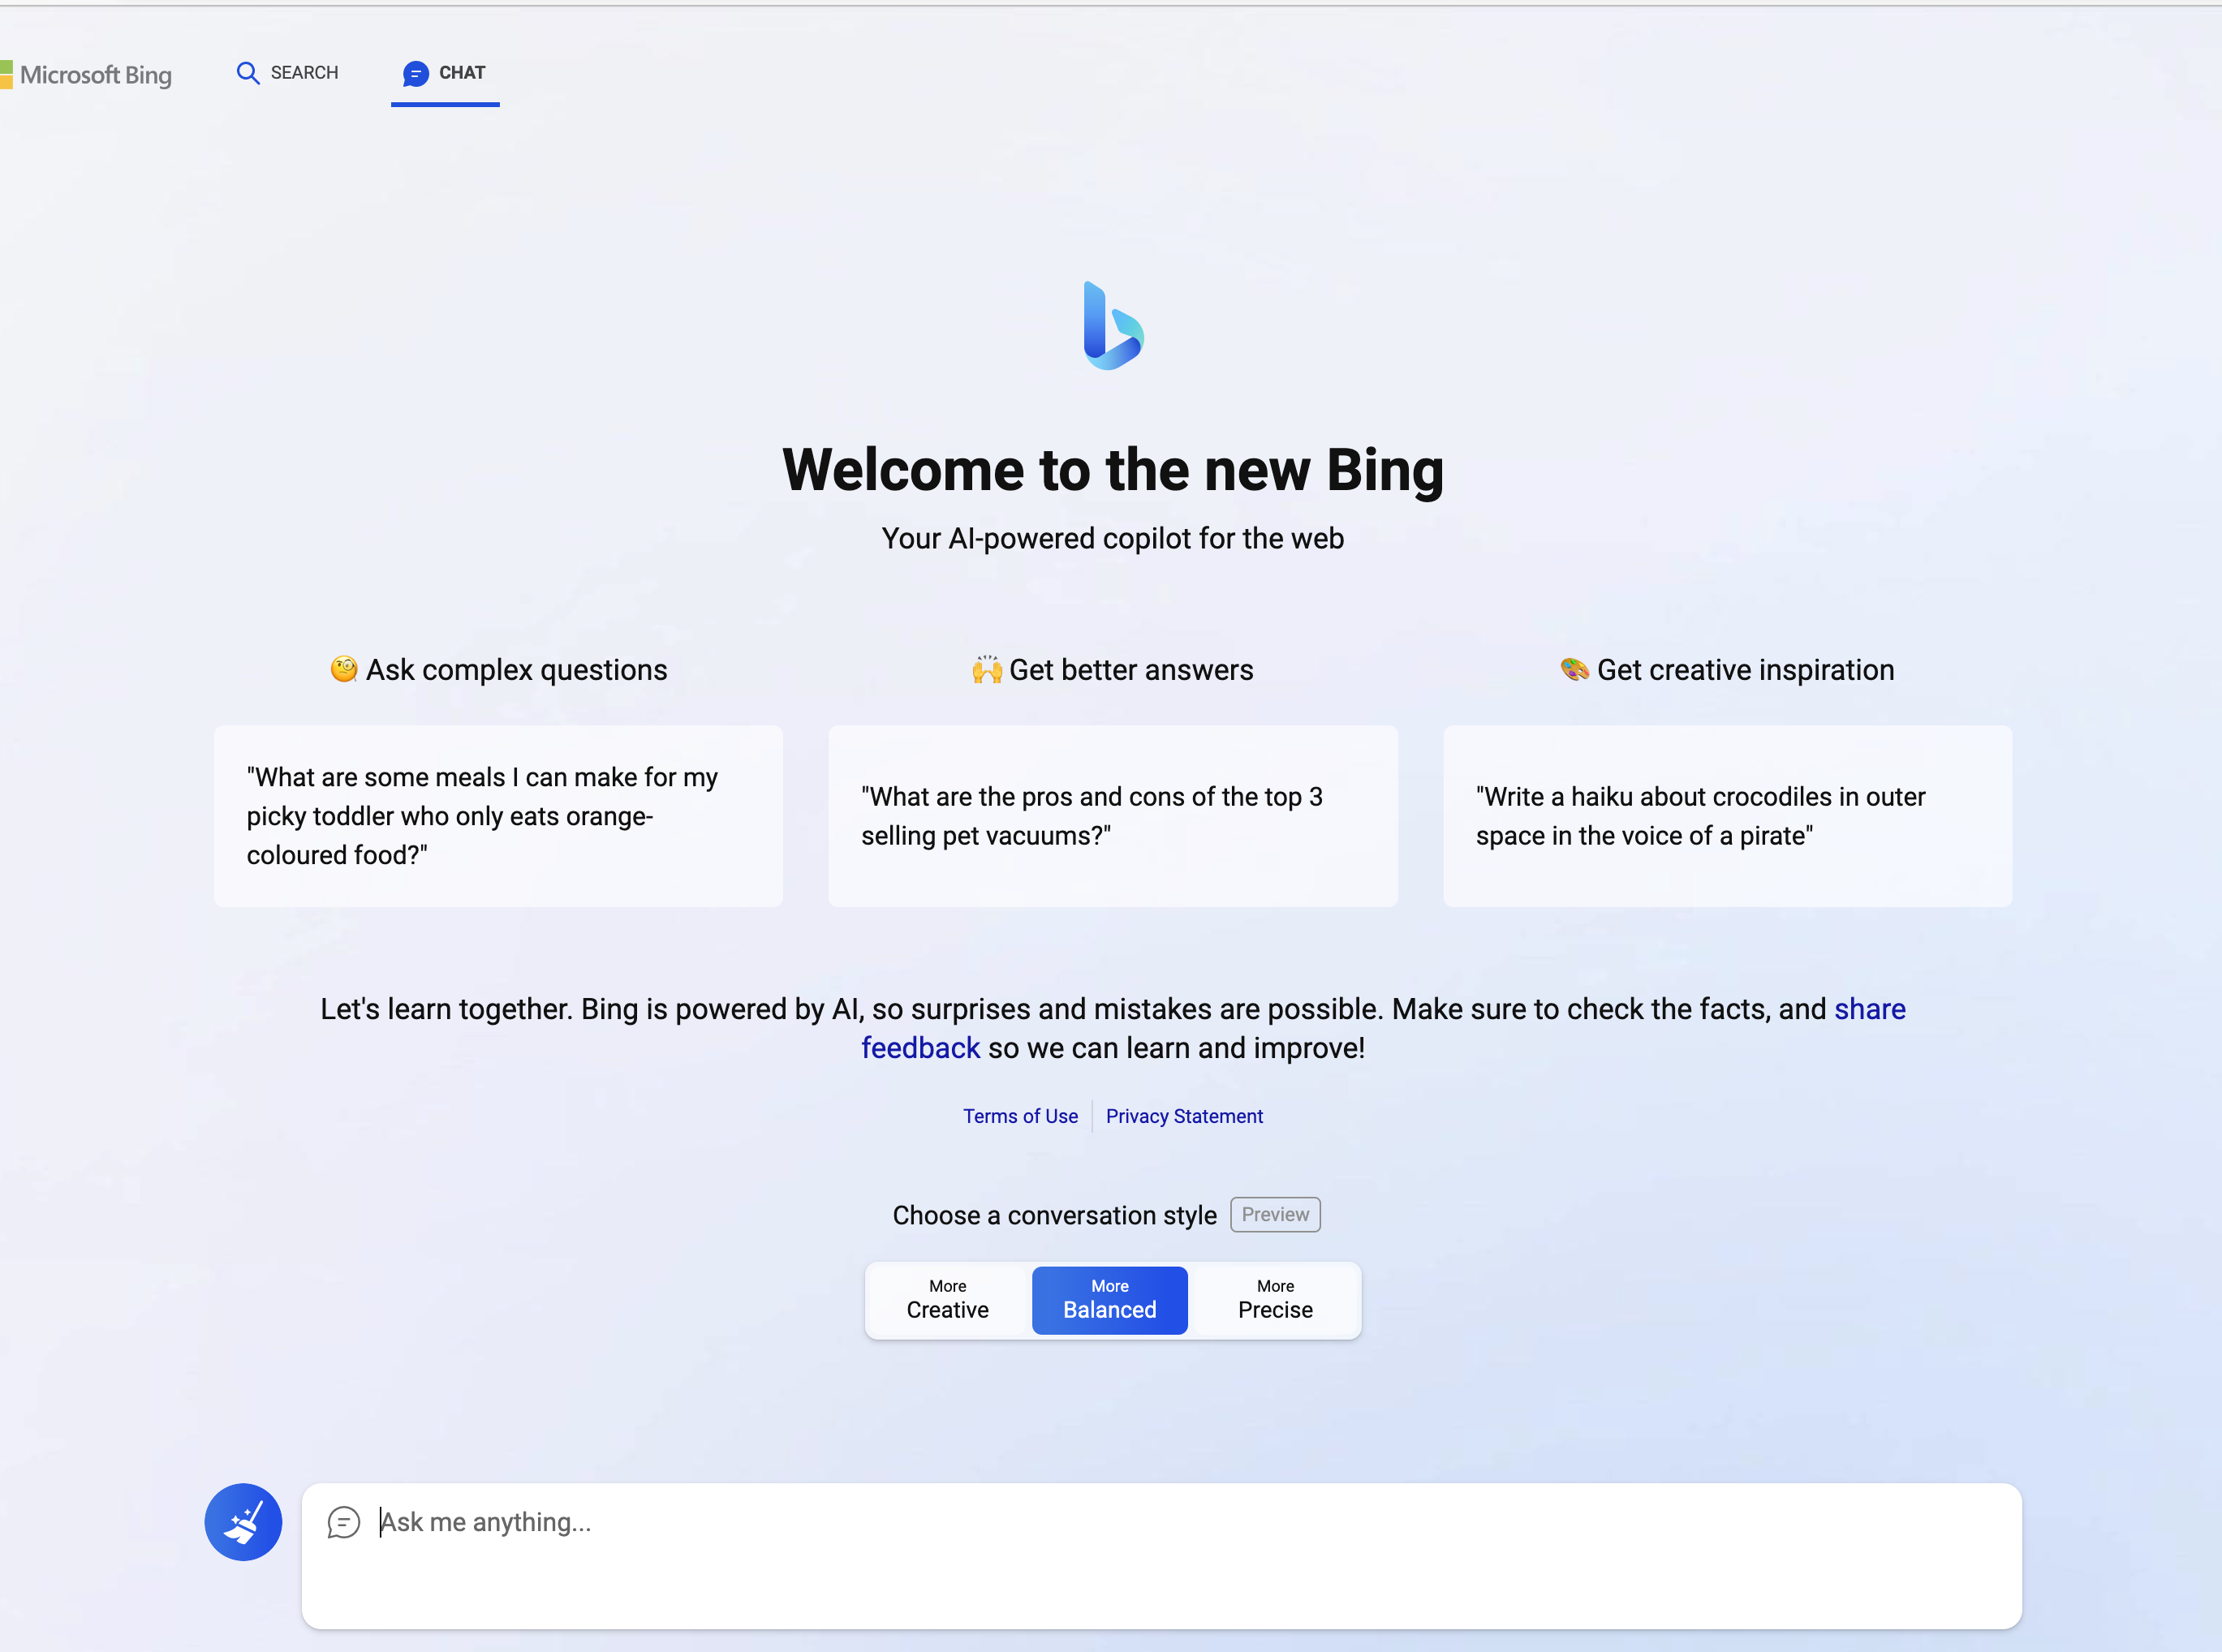 Microsoft Bing
SEARCH
CHAT
Welcome to the new Bing
Your AI-powered copilot for the web
🧐 Ask complex questions
"What are some meals I can make for my
picky toddler who only eats orange-
coloured food?"
🙌 Get better answers
"What are the pros and cons of the top 3
selling pet vacuums?"
🎨 Get creative inspiration
"Write a haiku about crocodiles in outer
space in the voice of a pirate"
Let's learn together. Bing is powered by AI, so surprises and mistakes are possible. Make sure to check the facts, and share
feedback so we can learn and improve!
Terms of Use
Privacy Statement
Choose a conversation style Preview
More
Creative
More
Balanced
More
Precise
Ask me anything...